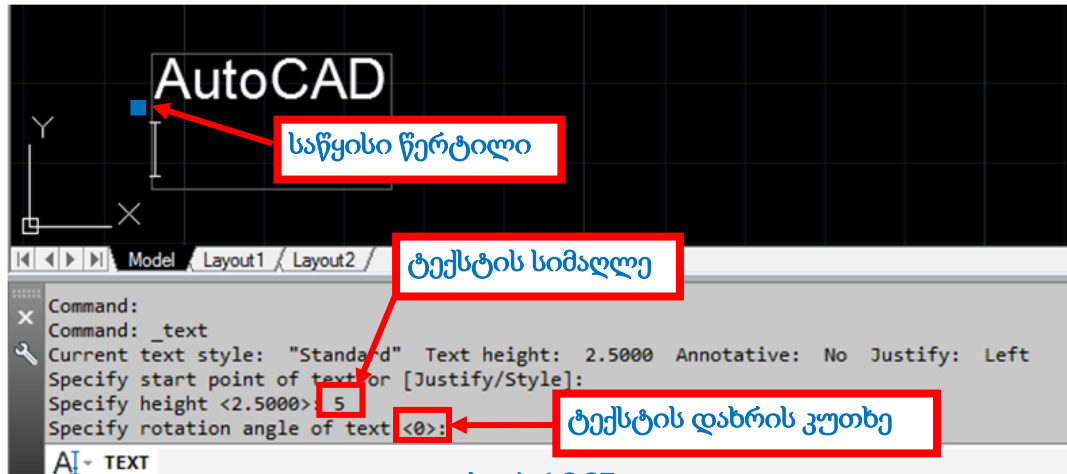 AutoCAD
Y
საწყისი წერტილი
X
Model Layout1 Layout2
ტექსტის სიმაღლე
Command:
Command: _text
Current text style: "Standard" Text height: 2.5000 Annotative: No Justify: Left
Specify start point of text or [Justify/Style]:
Specify height <2.5000>: 5
Specify rotation angle of text <0>:
ტექსტის დახრის კუთხე
TEXT